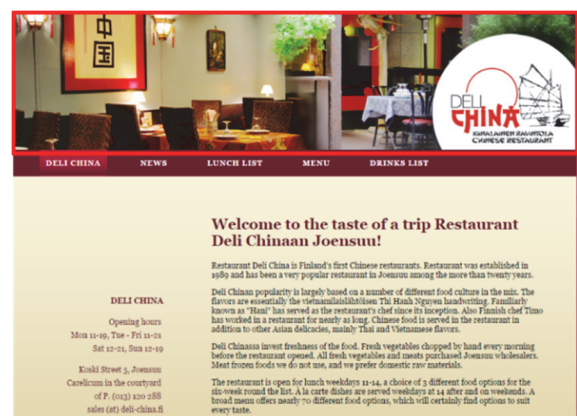 中
国
DELI
CHINA
KIINALAINEN RAVINTOLA
CHINESE RESTAURANT
DELI CHINA
NEWS
LUNCH LIST
MENU
DRINKS LIST
Welcome to the taste of a trip Restaurant
Deli Chinaan Joensuu!
Restaurant Deli China is Finland's first Chinese restaurants. Restaurant was established in
1989 and has been a very popular restaurant in Joensuu among the more than twenty years.
Deli Chinan popularity is largely based on a number of different food culture in the mix. The
flavors are essentially the vietnamilaislähtöisen Thi Hanh Nguyen handwriting. Familiarly
known as "Hani" has served as the restaurant's chef since its inception. Also Finnish chef Timo
has worked in a restaurant for nearly as long. Chinese food is served in the restaurant in
addition to other Asian delicacies, mainly Thai and Vietnamese flavors.
Deli Chinassa invest freshness of the food. Fresh vegetables chopped by hand every morning
before the restaurant opened. All fresh vegetables and meats purchased Joensuu wholesalers.
Meat frozen foods we do not use, and we prefer domestic raw materials.
The restaurant is open for lunch weekdays 11-14, a choice of 3 different food options for the
six-week round the list. A la carte dishes are served weekdays at 14 after and on weekends. A
broad menu offers nearly 70 different food options, which will certainly find options to suit
every taste.
DELI CHINA
Opening hours
Mon 11-19, Tue - Fri 11-21
Sat 12-21, Sun 12-19
Koski Street 5, Joensuu
Carelicum in the courtyard
of P. (013) 120 288
sales (at) deli-china.fi